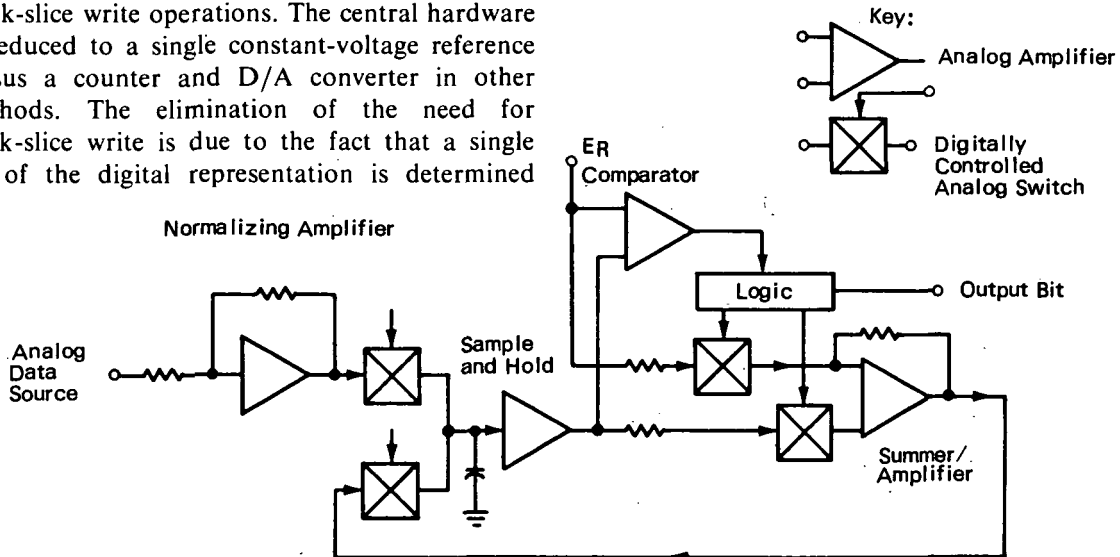 k-slice write operations. The central hardware
educed to a single constant-voltage reference
sus a counter and D/A converter in other
hods. The elimination of the need for
k-slice write is due to the fact that a single
of the digital representation is determined
Key:
Analog Amplifier
Digitally
Controlled
Analog Switch
ER
Comparator
Normalizing Amplifier
Logic
Output Bit
Analog
Data
Source
Sample
and Hold
Summer/
Amplifier